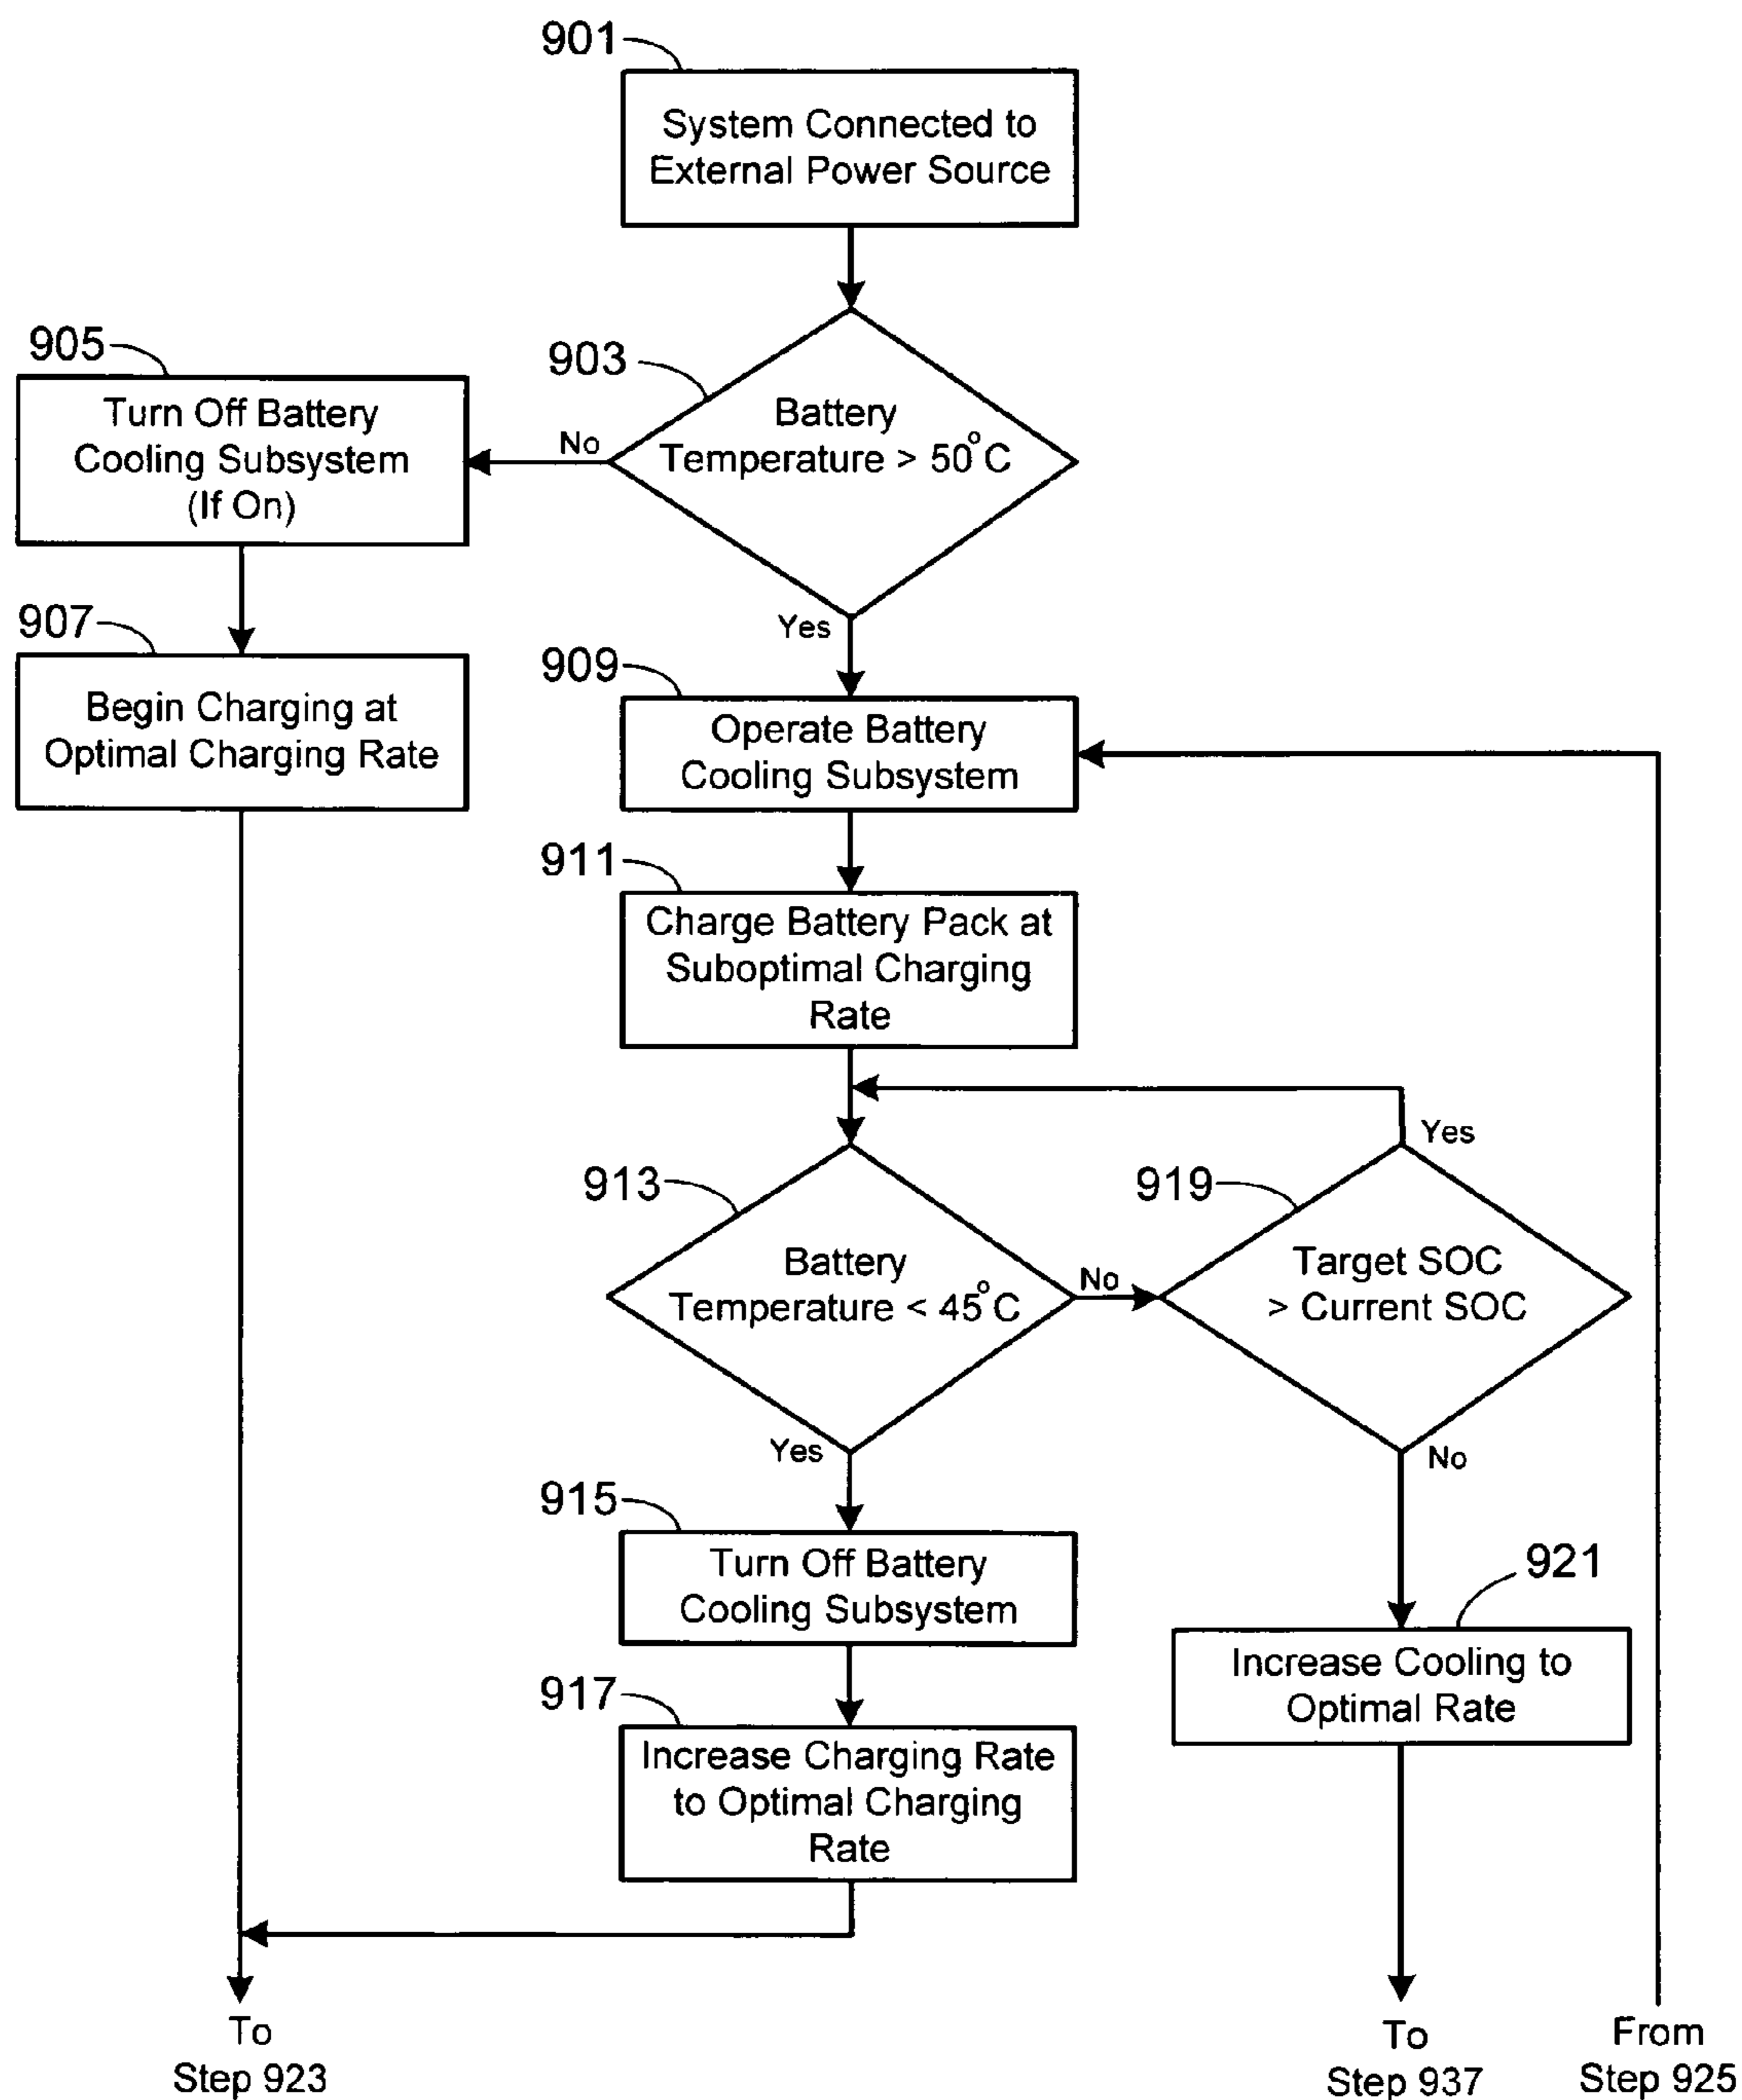 901
System Connected to
External Power Source
903
Battery
Temperature > 50°C
No
Yes
905
Turn Off Battery
Cooling Subsystem
(If On)
907
Begin Charging at
Optimal Charging Rate
909
Operate Battery
Cooling Subsystem
911
Charge Battery Pack at
Suboptimal Charging
Rate
913
Battery
Temperature < 45°C
No
Yes
919
Target SOC
> Current SOC
Yes
No
915
Turn Off Battery
Cooling Subsystem
917
Increase Charging Rate
to Optimal Charging
Rate
921
Increase Cooling to
Optimal Rate
To
Step 923
To
Step 937
From
Step 925